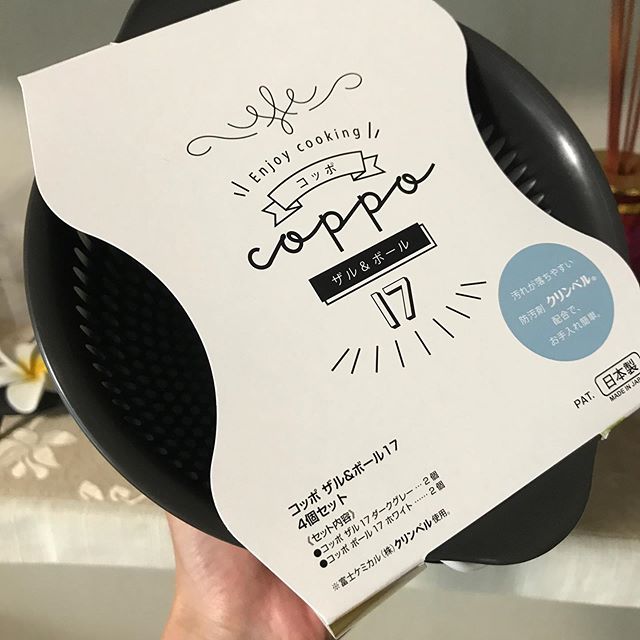 Enjoy cooking
コッポ
coppo
ザル&ボール
17
汚れが落ちやすい
防汚剤 クリンベル®
配合で、
お手入れ簡単。
PAT. 日本製
MADE IN JAPAN
コッポ ザル&ボール17
4個セット
《セット内容》
●コッポ ザル 17 ダークグレー…2個
●コッポ ボール 17 ホワイト……2個
※富士ケミカル(株)クリンベル使用。